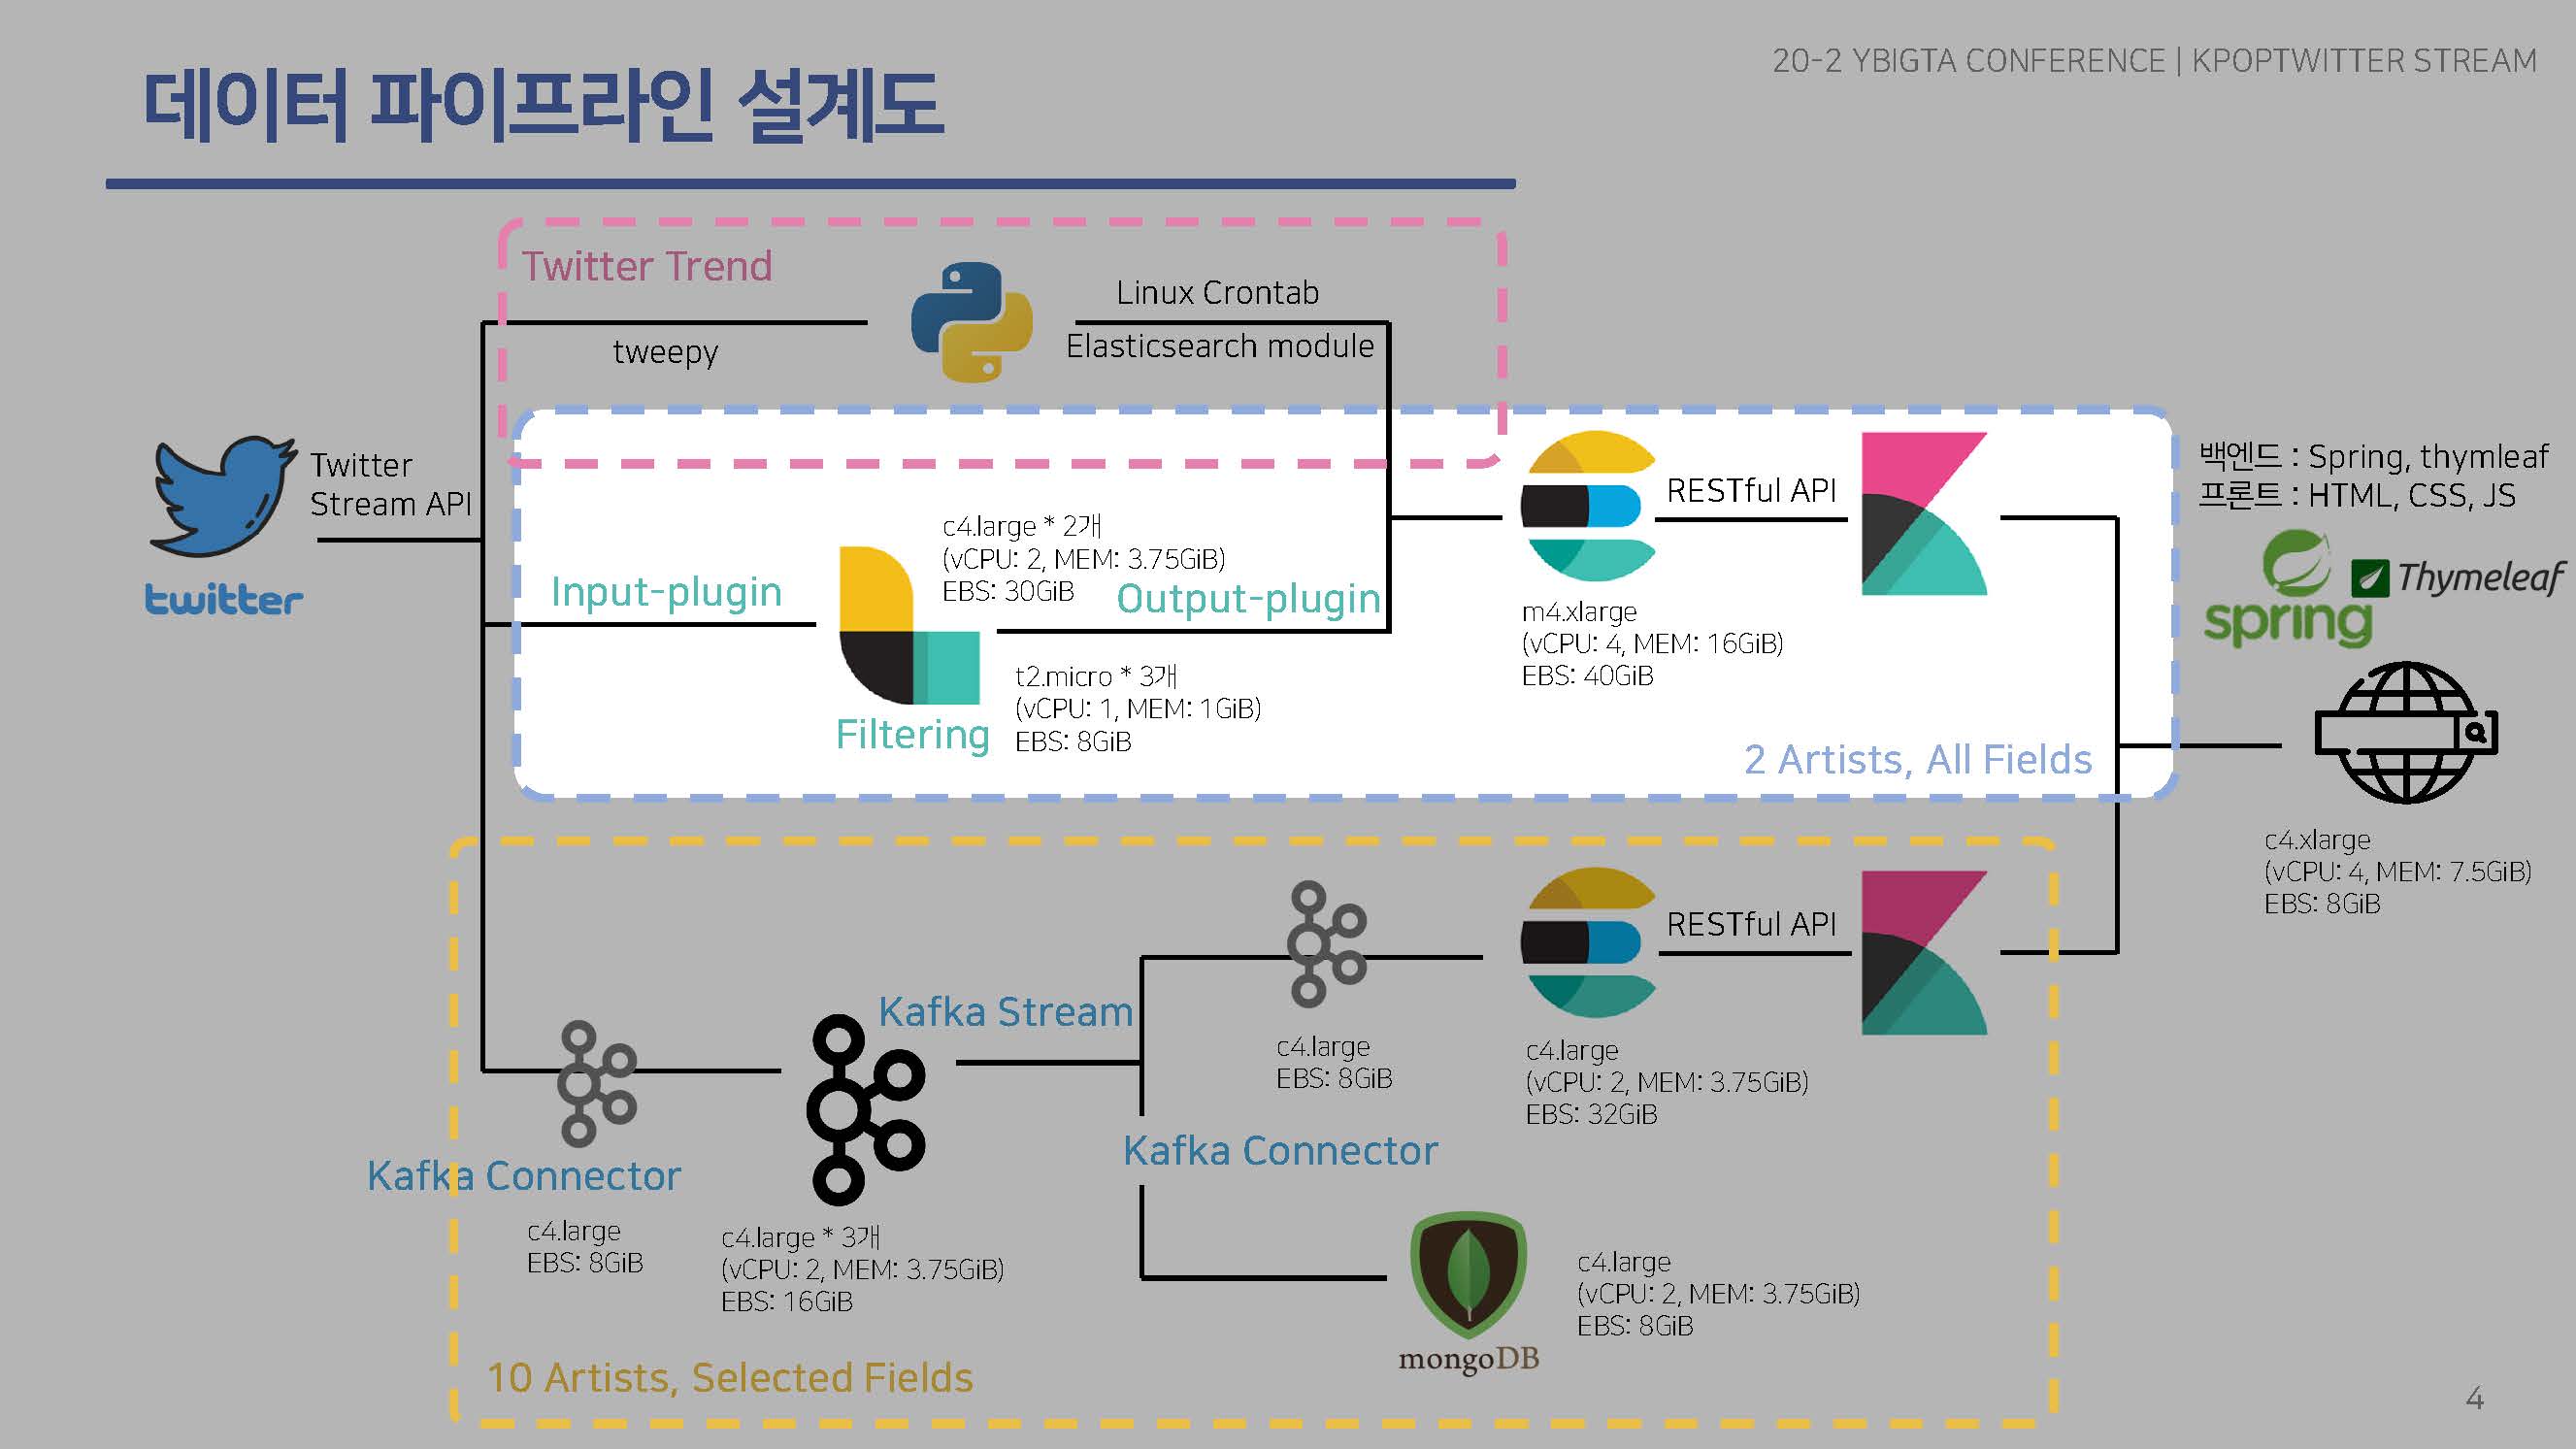 20-2 YBIGTA CONFERENCE | KPOPTWITTER STREAM
데이터 파이프라인 설계도
Twitter Trend
Linux Crontab
tweepy
Elasticsearch module
Twitter
Stream API
twitter
Input-plugin
c4.large * 2개
(vCPU: 2, MEM: 3.75GiB)
EBS: 30GiB
Output-plugin
Filtering
t2.micro * 3개
(vCPU: 1, MEM: 1GiB)
EBS: 8GiB
RESTful API
m4.xlarge
(vCPU: 4, MEM: 16GiB)
EBS: 40GiB
2 Artists, All Fields
백엔드 : Spring, thymleaf
프론트 : HTML, CSS, JS
spring
Thymeleaf
c4.xlarge
(vCPU: 4, MEM: 7.5GiB)
EBS: 8GiB
Kafka Connector
c4.large
EBS: 8GiB
Kafka Stream
c4.large * 3개
(vCPU: 2, MEM: 3.75GiB)
EBS: 16GiB
c4.large
EBS: 8GiB
Kafka Connector
RESTful API
c4.large
(vCPU: 2, MEM: 3.75GiB)
EBS: 32GiB
mongoDB
c4.large
(vCPU: 2, MEM: 3.75GiB)
EBS: 8GiB
10 Artists, Selected Fields
4